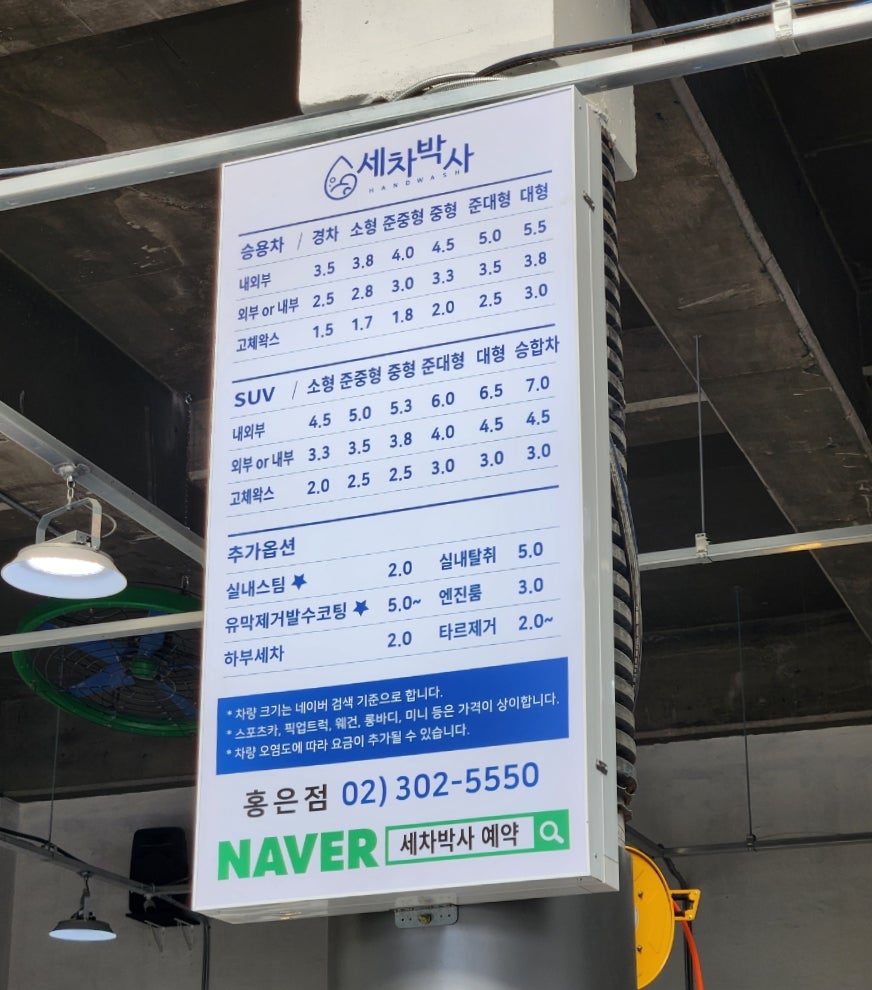 세차박사
HANDWASH
승용차 / 경차 소형 준중형 중형 준대형 대형
내외부 3.5 3.8 4.0 4.5 5.0 5.5
외부 or 내부 2.5 2.8 3.0 3.3 3.5 3.8
고체왁스 1.5 1.7 1.8 2.0 2.5 3.0
SUV / 소형 준중형 중형 준대형 대형 승합차
내외부 4.5 5.0 5.3 6.0 6.5 7.0
외부 or 내부 3.3 3.5 3.8 4.0 4.5 4.5
고체왁스 2.0 2.5 2.5 3.0 3.0 3.0
추가옵션
실내스팀 ★ 2.0 실내탈취 5.0
유막제거발수코팅 ★ 5.0~ 엔진룸 3.0
하부세차 2.0 타르제거 2.0~
* 차량 크기는 네이버 검색 기준으로 합니다.
* 스포츠카, 픽업트럭, 웨건, 롱바디, 미니 등은 가격이 상이합니다.
* 차량 오염도에 따라 요금이 추가될 수 있습니다.
홍은점 02) 302-5550
NAVER 세차박사 예약